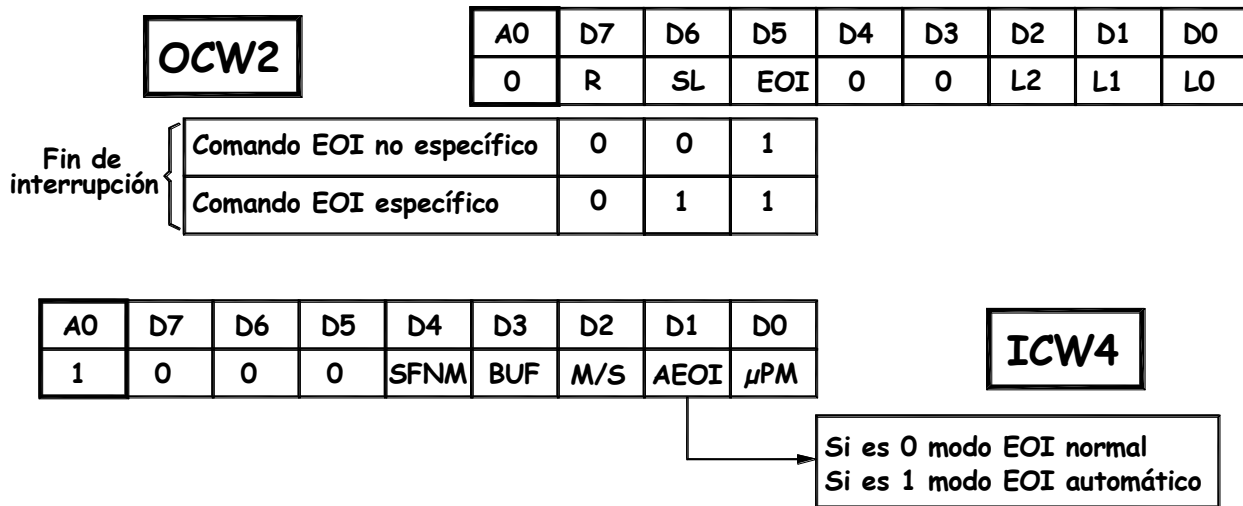 OCW2
A0 D7 D6 D5 D4 D3 D2 D1 D0
0 R SL EOI 0 0 L2 L1 L0
Fin de
interrupción
Comando EOI no específico 0 0 1
Comando EOI específico 0 1 1
A0 D7 D6 D5 D4 D3 D2 D1 D0
1 0 0 0 SFNM BUF M/S AEOI µPM
ICW4
Si es 0 modo EOI normal
Si es 1 modo EOI automático